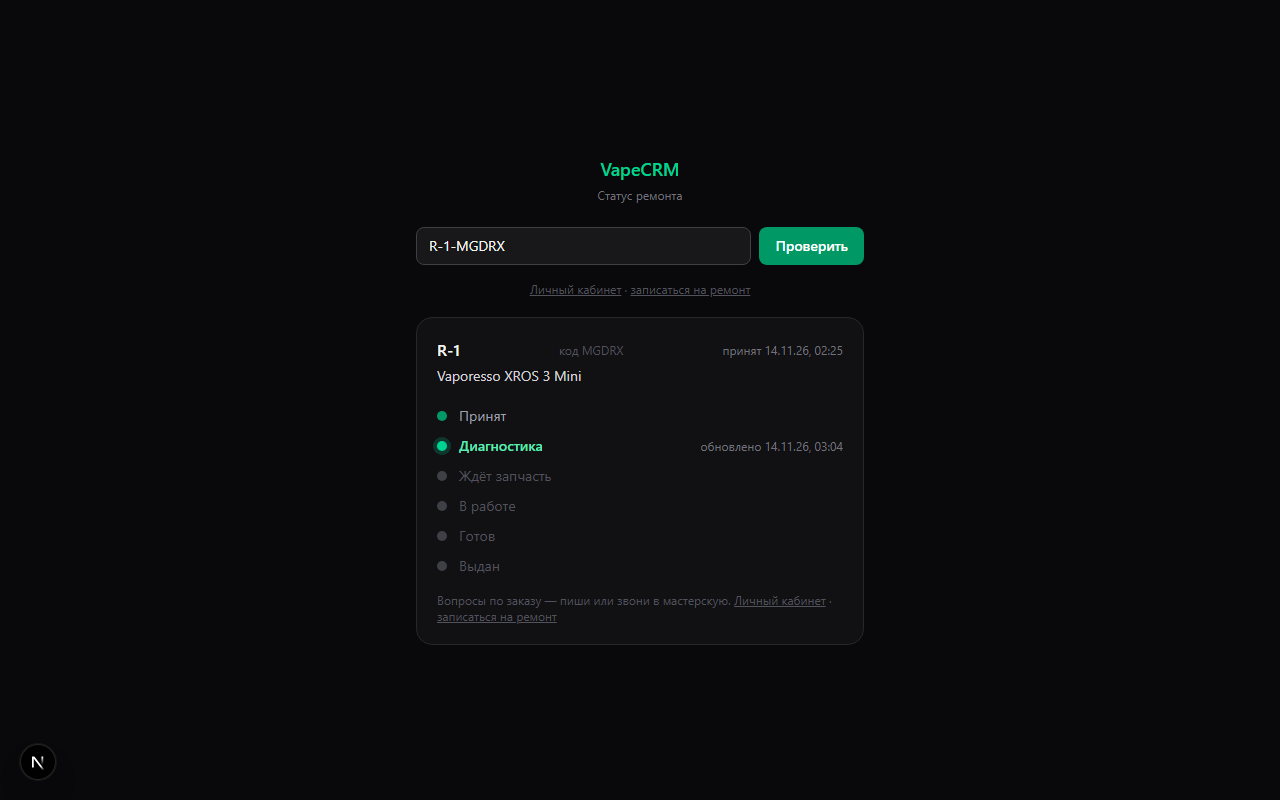 VapeCRM
Статус ремонта
R-1-MGDRX
Проверить
Личный кабинет · записаться на ремонт
R-1 код MGDRX принят 14.11.26, 02:25
Vaporesso XROS 3 Mini
Принят
Диагностика обновлено 14.11.26, 03:04
Ждёт запчасть
В работе
Готов
Выдан
Вопросы по заказу — пиши или звони в мастерскую. Личный кабинет ·
записаться на ремонт
N